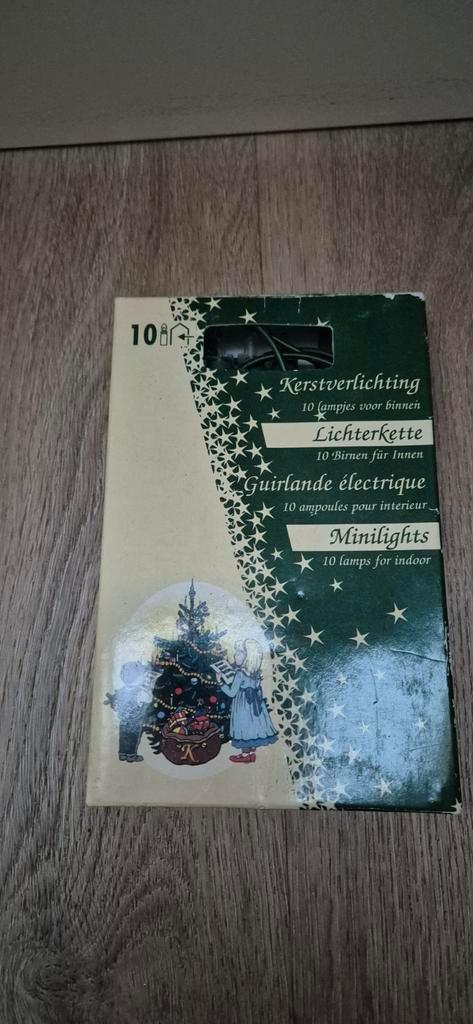 10
Kerstverlichting
10 lampjes voor binnen
Lichterkette
10 Birnen für Innen
Guirlande électrique
10 ampoules pour interieur
Minilights
10 lamps for indoor
K